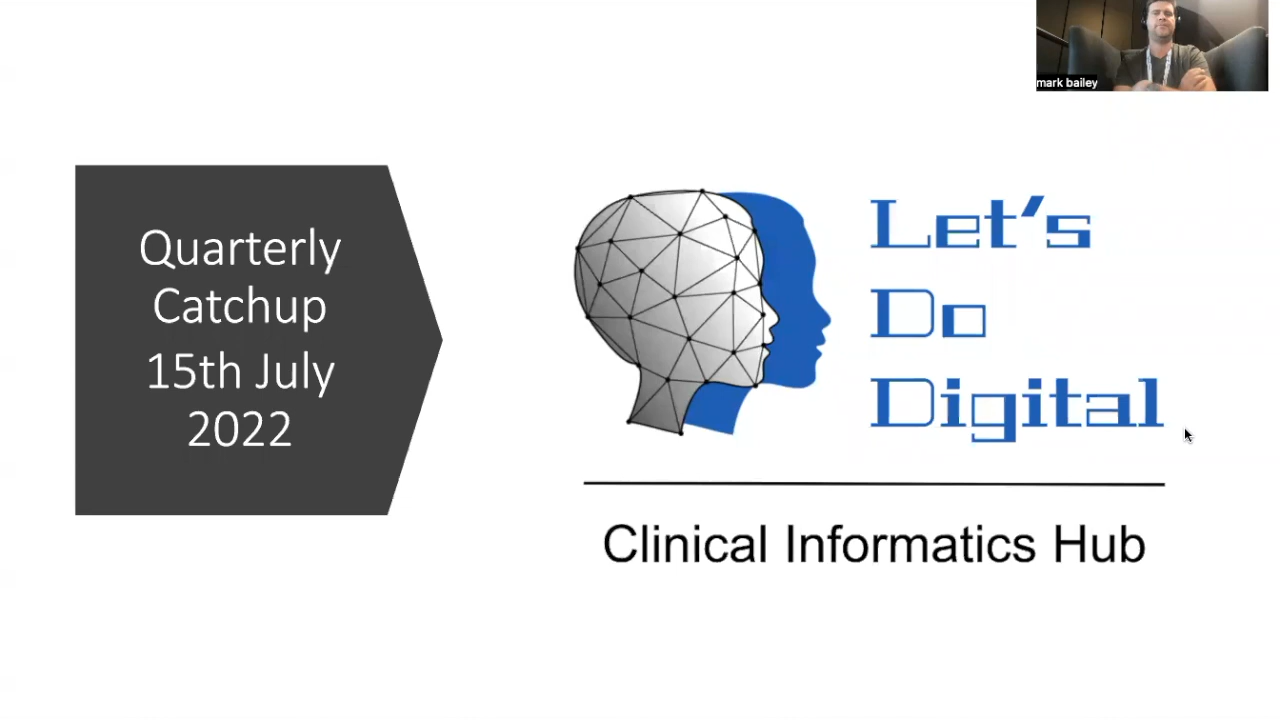 mark bailey
Quarterly
Catchup
15th July
2022
Let's
Do
Digital
Clinical Informatics Hub